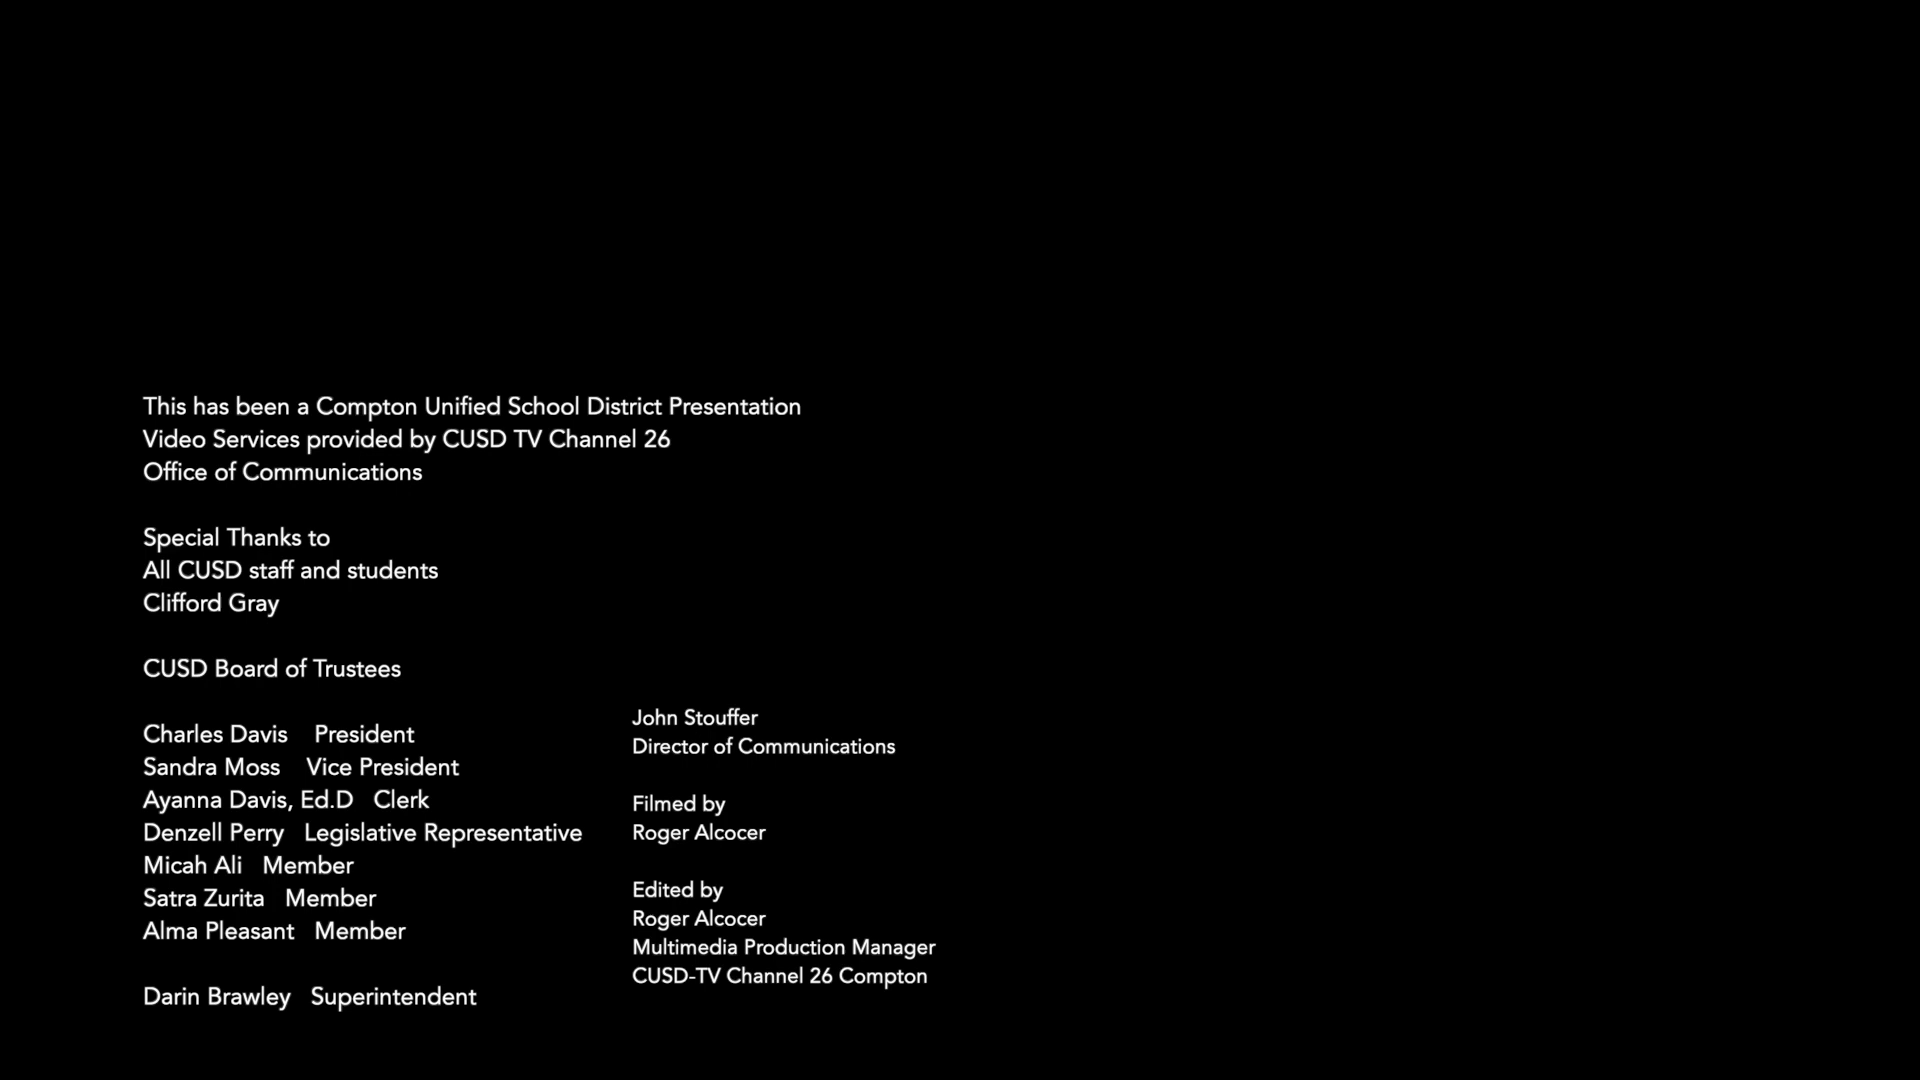 This has been a Compton Unified School District Presentation
Video Services provided by CUSD TV Channel 26
Office of Communications
Special Thanks to
All CUSD staff and students
Clifford Gray
CUSD Board of Trustees
Charles Davis President
Sandra Moss Vice President
Ayanna Davis, Ed.D Clerk
Denzell Perry Legislative Representative
Micah Ali Member
Satra Zurita Member
Alma Pleasant Member
Darin Brawley Superintendent
John Stouffer
Director of Communications
Filmed by
Roger Alcocer
Edited by
Roger Alcocer
Multimedia Production Manager
CUSD-TV Channel 26 Compton